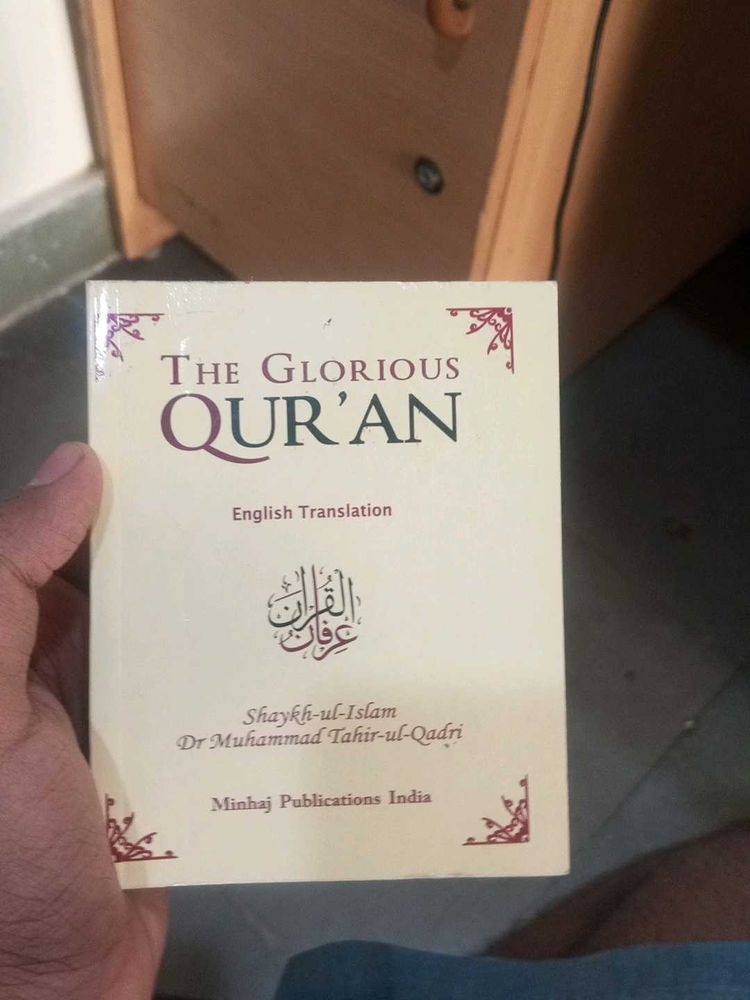 THE GLORIOUS
QUR'AN
English Translation
عرفان القرآن
Shaykh-ul-Islam
Dr Muhammad Tahir-ul-Qadri
Minhaj Publications India